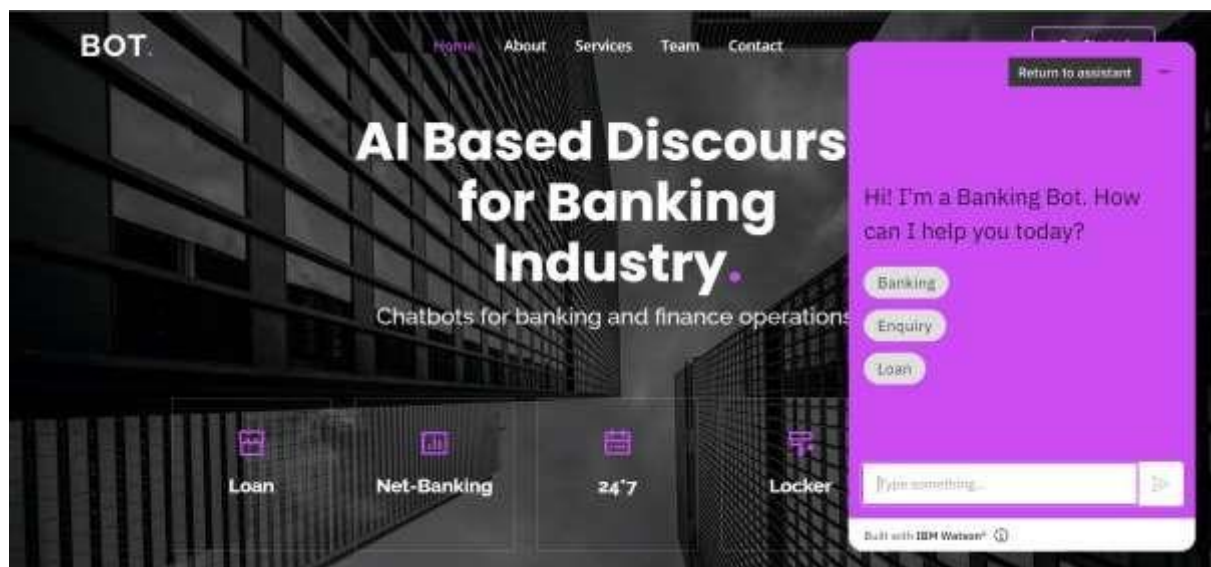 BOT.
Home About Services Team Contact
AI Based Discours
for Banking
Industry.
Chatbots for banking and finance operations
Loan
Net-Banking
24*7
Locker
Return to assistant
Hi! I'm a Banking Bot. How
can I help you today?
Banking
Enquiry
Loan
Type something...
Built with IBM Watson®